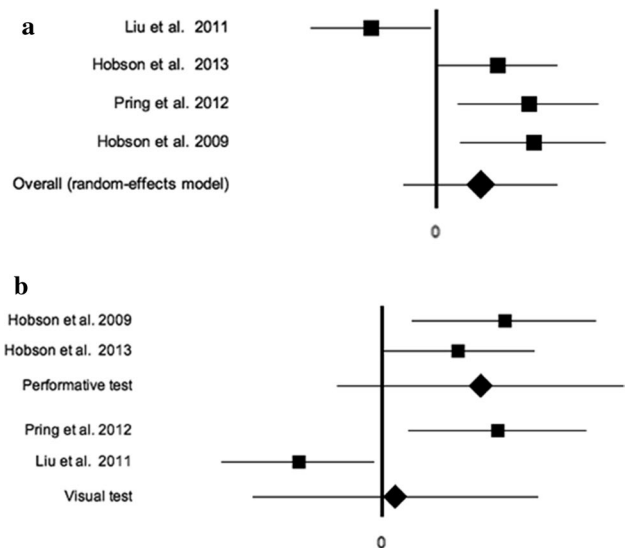 a
Liu et al. 2011
Hobson et al. 2013
Pring et al. 2012
Hobson et al. 2009
Overall (random-effects model)
0
b
Hobson et al. 2009
Hobson et al. 2013
Performative test
Pring et al. 2012
Liu et al. 2011
Visual test
0